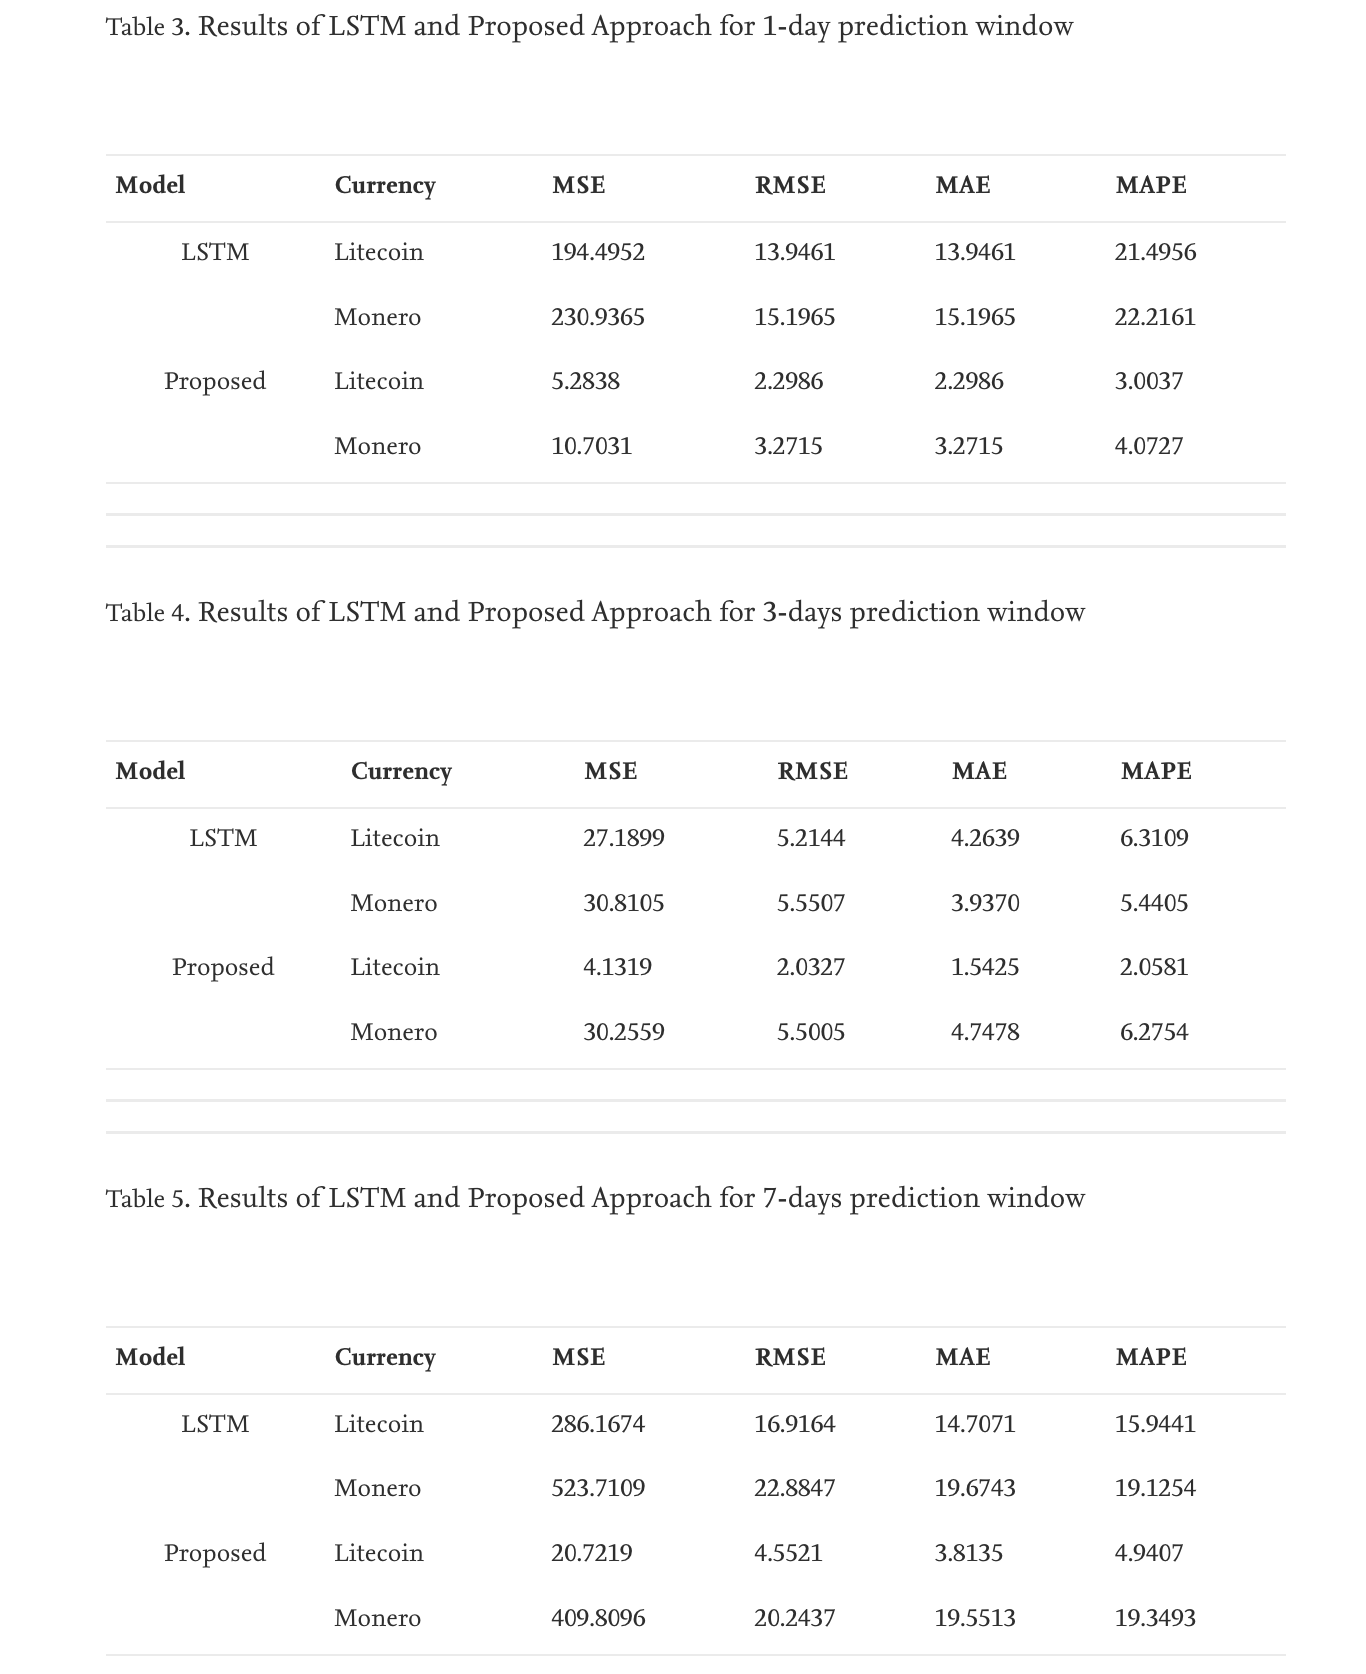 Table 3. Results of LSTM and Proposed Approach for 1-day prediction window
Model Currency MSE RMSE MAE MAPE
LSTM Litecoin 194.4952 13.9461 13.9461 21.4956
Monero 230.9365 15.1965 15.1965 22.2161
Proposed Litecoin 5.2838 2.2986 2.2986 3.0037
Monero 10.7031 3.2715 3.2715 4.0727
Table 4. Results of LSTM and Proposed Approach for 3-days prediction window
Model Currency MSE RMSE MAE MAPE
LSTM Litecoin 27.1899 5.2144 4.2639 6.3109
Monero 30.8105 5.5507 3.9370 5.4405
Proposed Litecoin 4.1319 2.0327 1.5425 2.0581
Monero 30.2559 5.5005 4.7478 6.2754
Table 5. Results of LSTM and Proposed Approach for 7-days prediction window
Model Currency MSE RMSE MAE MAPE
LSTM Litecoin 286.1674 16.9164 14.7071 15.9441
Monero 523.7109 22.8847 19.6743 19.1254
Proposed Litecoin 20.7219 4.5521 3.8135 4.9407
Monero 409.8096 20.2437 19.5513 19.3493